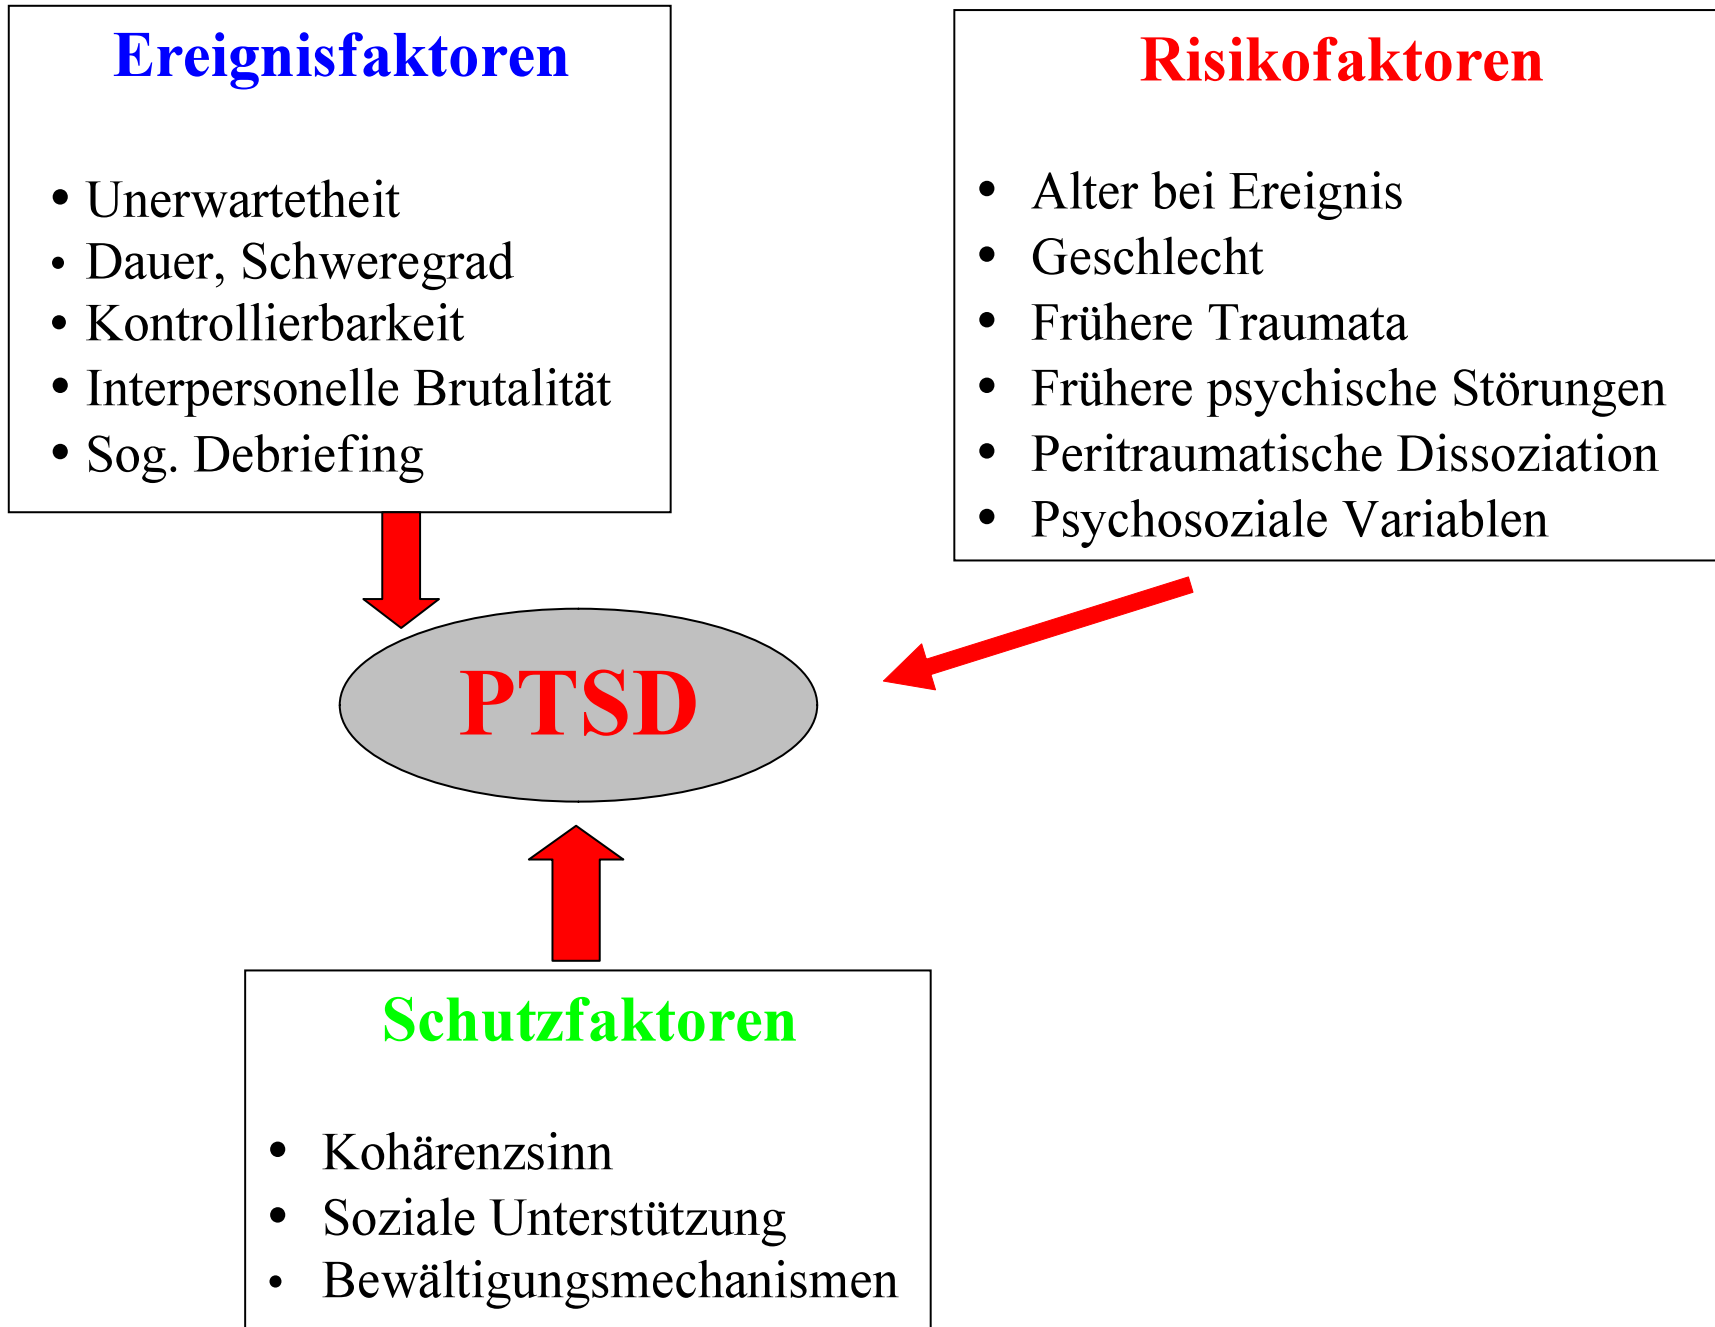 Ereignisfaktoren
• Unerwartetheit
• Dauer, Schweregrad
• Kontrollierbarkeit
• Interpersonelle Brutalität
• Sog. Debriefing
Risikofaktoren
• Alter bei Ereignis
• Geschlecht
• Frühere Traumata
• Frühere psychische Störungen
• Peritraumatische Dissoziation
• Psychosoziale Variablen
PTSD
Schutzfaktoren
• Kohärenzsinn
• Soziale Unterstützung
• Bewältigungsmechanismen